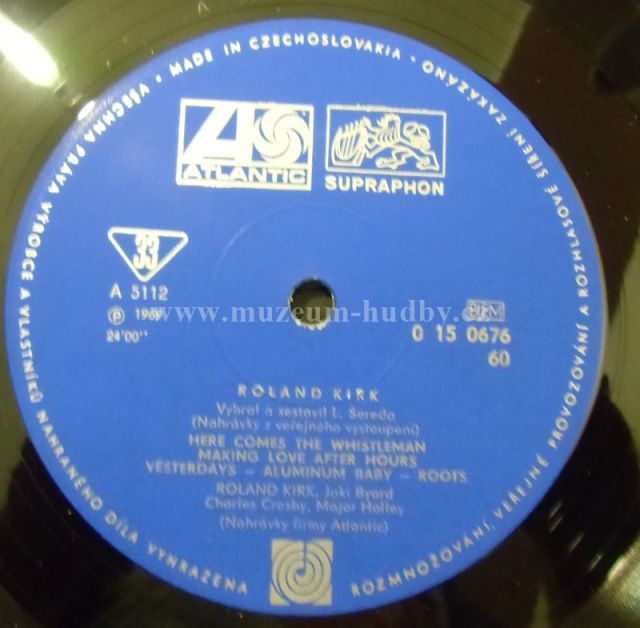 • MADE IN CZECHOSLOVAKIA •
VŠECHNA PRÁVA VÝROBCE A VLASTNÍKŮ NAHRANÉHO DÍLA VYHRAZENA
ROZMNOŽOVÁNÍ, VEŘEJNÉ PROVOZOVÁNÍ A ROZHLASOVÉ ŠÍŘENÍ ZAKÁZÁNO
ATLANTIC
SUPRAPHON
33
A 5112
0 15 0676
24'00"
60
www.muzeum-hudby.cz
ROLAND KIRK
Vybral a sestavil L. Šereda
(Nahrávky z veřejného vystoupení)
HERE COMES THE WHISTLEMAN
MAKING LOVE AFTER HOURS
YESTERDAYS – ALUMINUM BABY – ROOTS
ROLAND KIRK, Jaki Byard
Charles Crosby, Major Holley
(Nahrávky firmy Atlantic)